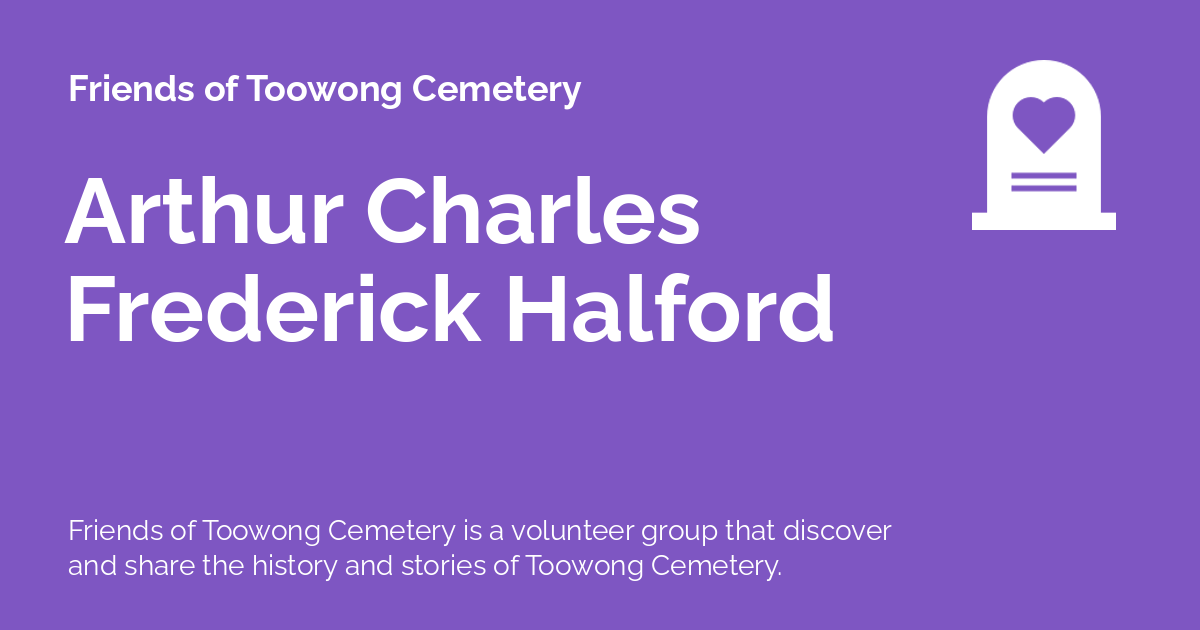 Friends of Toowong Cemetery
Arthur Charles
Frederick Halford
Friends of Toowong Cemetery is a volunteer group that discover
and share the history and stories of Toowong Cemetery.